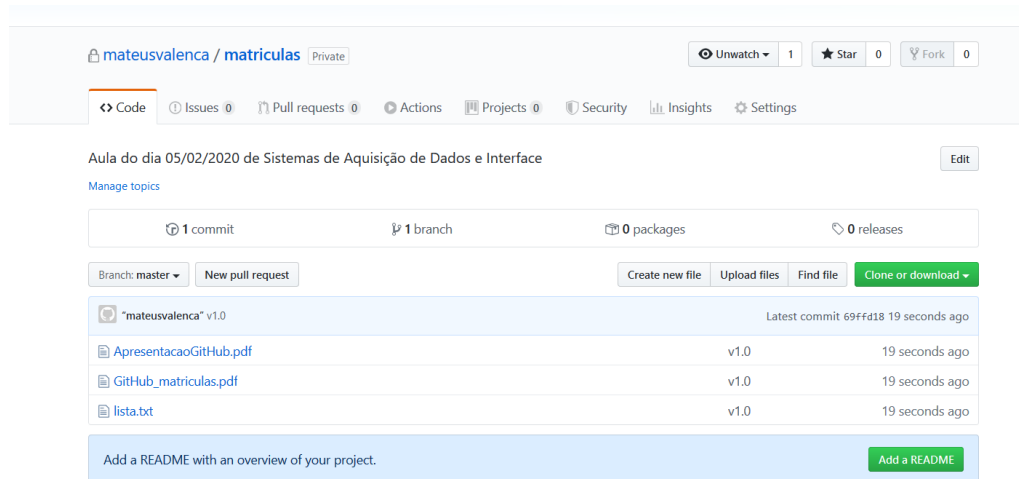 mateusvalenca / matriculas Private Unwatch 1 Star 0 Fork 0
Code Issues 0 Pull requests 0 Actions Projects 0 Security Insights Settings
Aula do dia 05/02/2020 de Sistemas de Aquisição de Dados e Interface Edit
Manage topics
1 commit 1 branch 0 packages 0 releases
Branch: master New pull request Create new file Upload files Find file Clone or download
"mateusvalenca" v1.0 Latest commit 69ffd18 19 seconds ago
ApresentacaoGitHub.pdf v1.0 19 seconds ago
GitHub_matriculas.pdf v1.0 19 seconds ago
lista.txt v1.0 19 seconds ago
Add a README with an overview of your project. Add a README